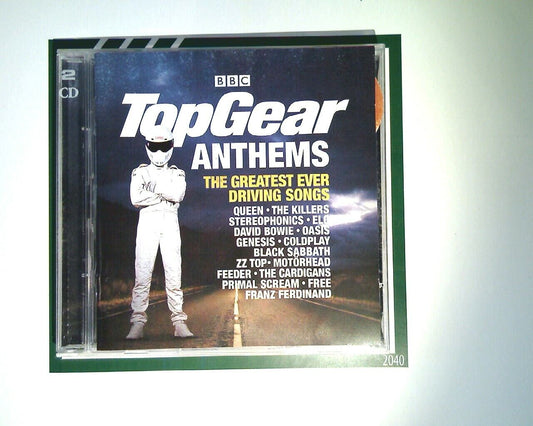 2
CD
BBC
TopGear
ANTHEMS
THE GREATEST EVER
DRIVING SONGS
QUEEN • THE KILLERS
STEREOPHONICS • ELO
DAVID BOWIE • OASIS
GENESIS • COLDPLAY
BLACK SABBATH
ZZ TOP • MOTÖRHEAD
FEEDER • THE CARDIGANS
PRIMAL SCREAM • FREE
FRANZ FERDINAND
2040